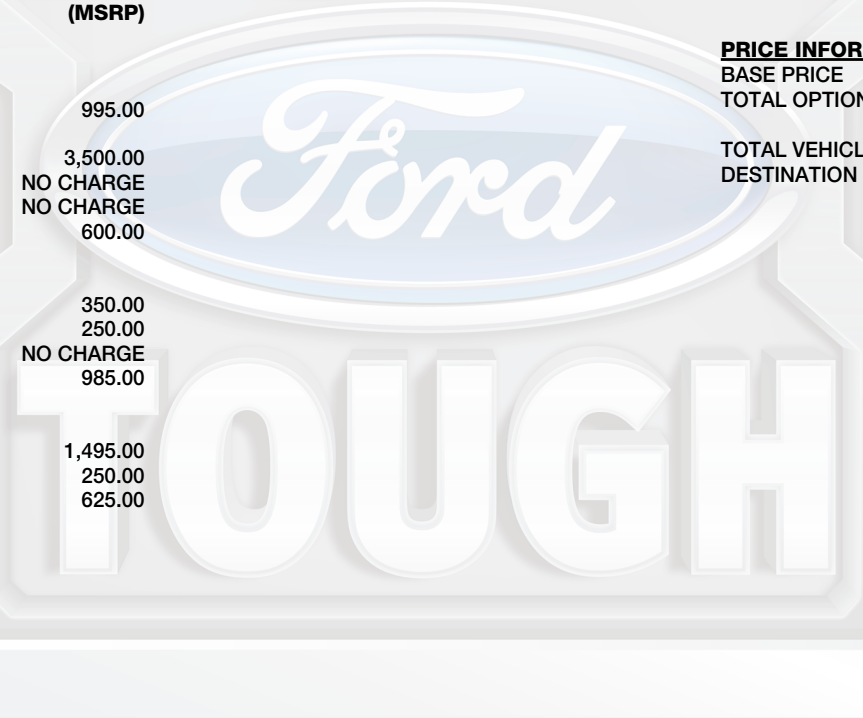 (MSRP)
995.00
3,500.00
NO CHARGE
NO CHARGE
600.00
350.00
250.00
NO CHARGE
985.00
1,495.00
250.00
625.00
PRICE INFOR
BASE PRICE
TOTAL OPTION
TOTAL VEHICL
DESTINATION
Ford
TOUGH